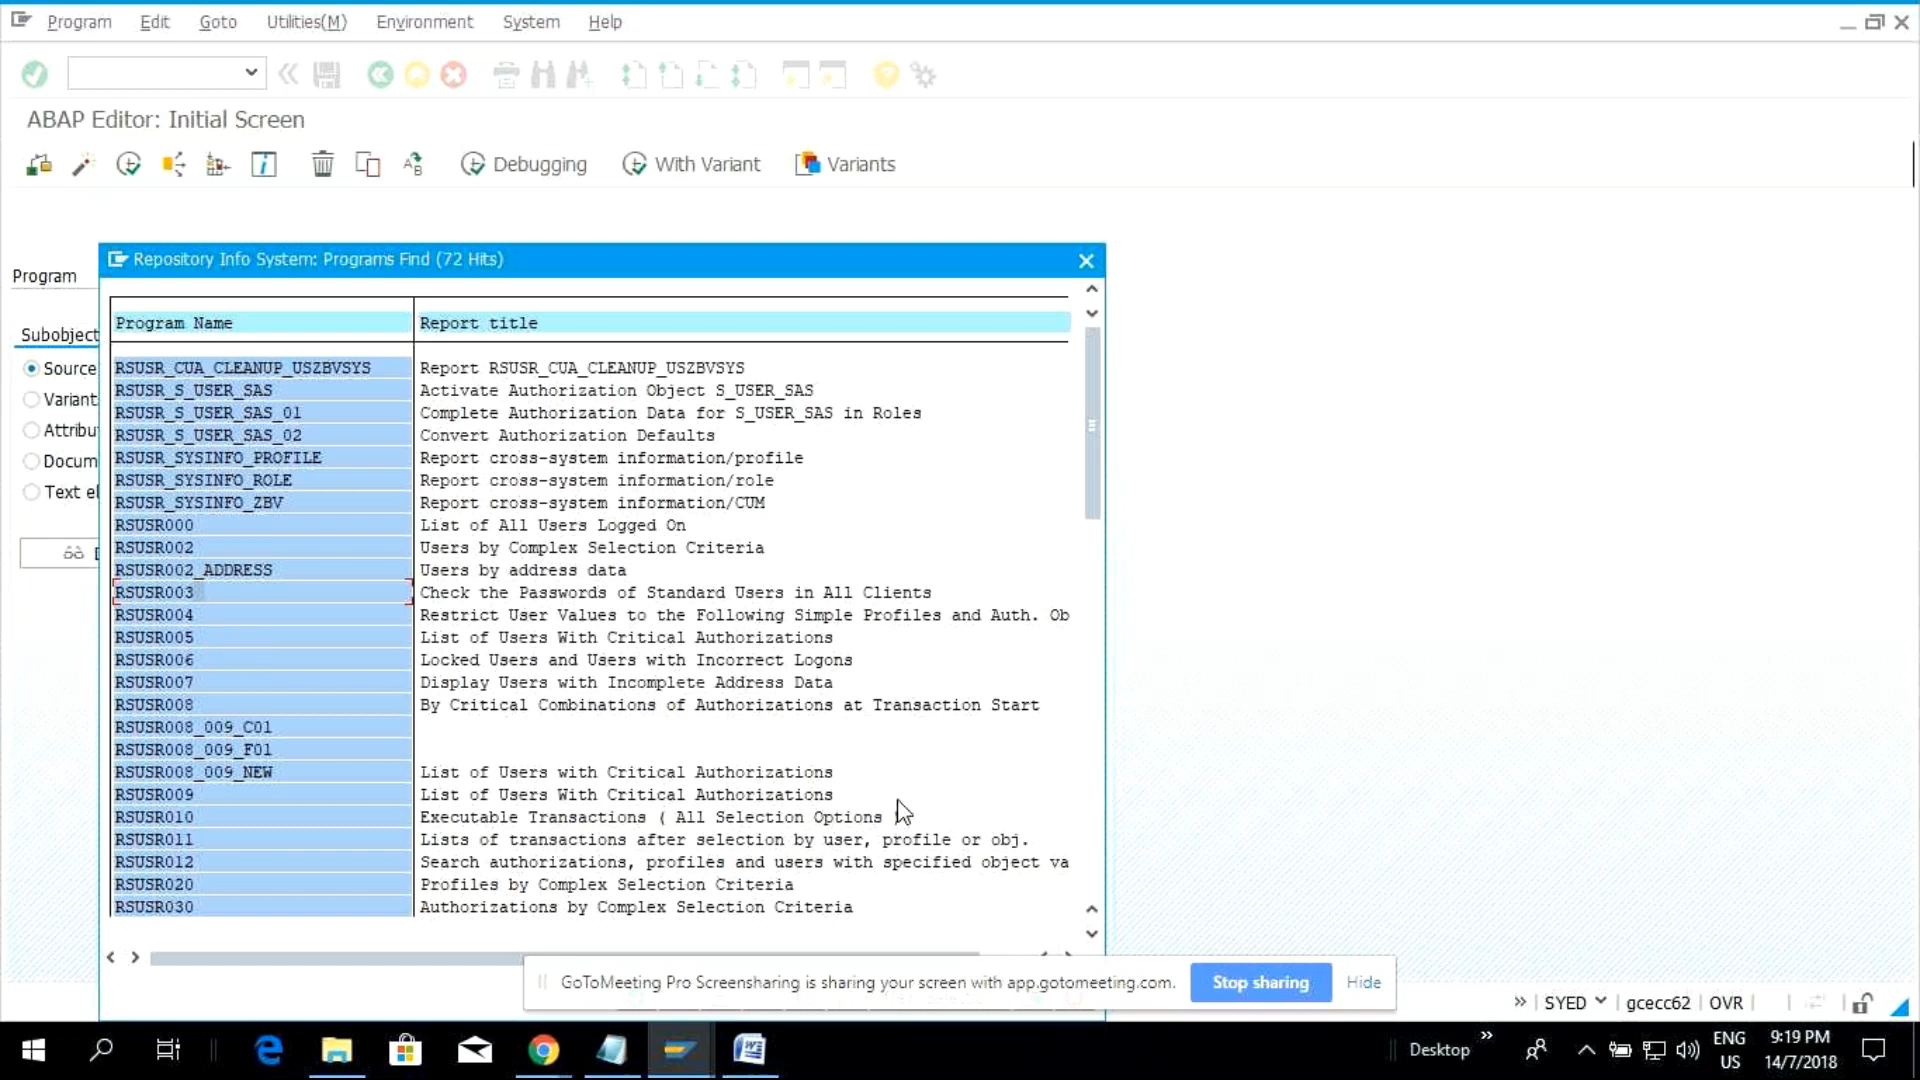 Program Edit Goto Utilities(M) Environment System Help
ABAP Editor: Initial Screen
Debugging With Variant Variants
Program
Subobject
Source
Variant
Attribu
Docum
Text el
Repository Info System: Programs Find (72 Hits)
Program Name Report title
RSUSR_CUA_CLEANUP_USZBVSYS Report RSUSR_CUA_CLEANUP_USZBVSYS
RSUSR_S_USER_SAS Activate Authorization Object S_USER_SAS
RSUSR_S_USER_SAS_01 Complete Authorization Data for S_USER_SAS in Roles
RSUSR_S_USER_SAS_02 Convert Authorization Defaults
RSUSR_SYSINFO_PROFILE Report cross-system information/profile
RSUSR_SYSINFO_ROLE Report cross-system information/role
RSUSR_SYSINFO_ZBV Report cross-system information/CUM
RSUSR000 List of All Users Logged On
RSUSR002 Users by Complex Selection Criteria
RSUSR002_ADDRESS Users by address data
RSUSR003 Check the Passwords of Standard Users in All Clients
RSUSR004 Restrict User Values to the Following Simple Profiles and Auth. Ob
RSUSR005 List of Users With Critical Authorizations
RSUSR006 Locked Users and Users with Incorrect Logons
RSUSR007 Display Users with Incomplete Address Data
RSUSR008 By Critical Combinations of Authorizations at Transaction Start
RSUSR008_009_C01
RSUSR008_009_F01
RSUSR008_009_NEW List of Users with Critical Authorizations
RSUSR009 List of Users With Critical Authorizations
RSUSR010 Executable Transactions ( All Selection Options )
RSUSR011 Lists of transactions after selection by user, profile or obj.
RSUSR012 Search authorizations, profiles and users with specified object va
RSUSR020 Profiles by Complex Selection Criteria
RSUSR030 Authorizations by Complex Selection Criteria
GoToMeeting Pro Screensharing is sharing your screen with app.gotomeeting.com. Stop sharing Hide
SYED gcecc62 OVR
Desktop
ENG
US
9:19 PM
14/7/2018